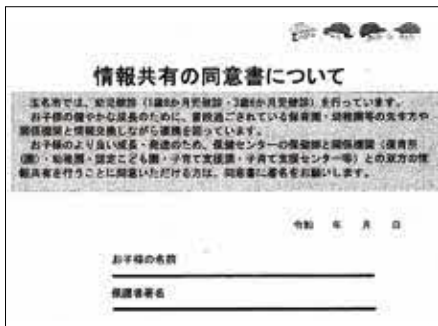 情報共有の同意書について
玉名市では、幼児健診（1歳6か月児健診・3歳6か月児健診）を行っています。
お子様の健やかな成長のために、普段過ごされている保育園・幼稚園等の先生方や
関係機関と情報交換しながら連携を図っています。
お子様のより良い成長・発達のため、保健センターの保健師と関係機関（保育所
（園）・幼稚園・認定こども園・子育て支援課・子育て支援センター等）との双方の情
報共有を行うことに同意いただける方は、同意書に署名をお願いします。
令和 年 月 日
お子様の名前
保護者署名